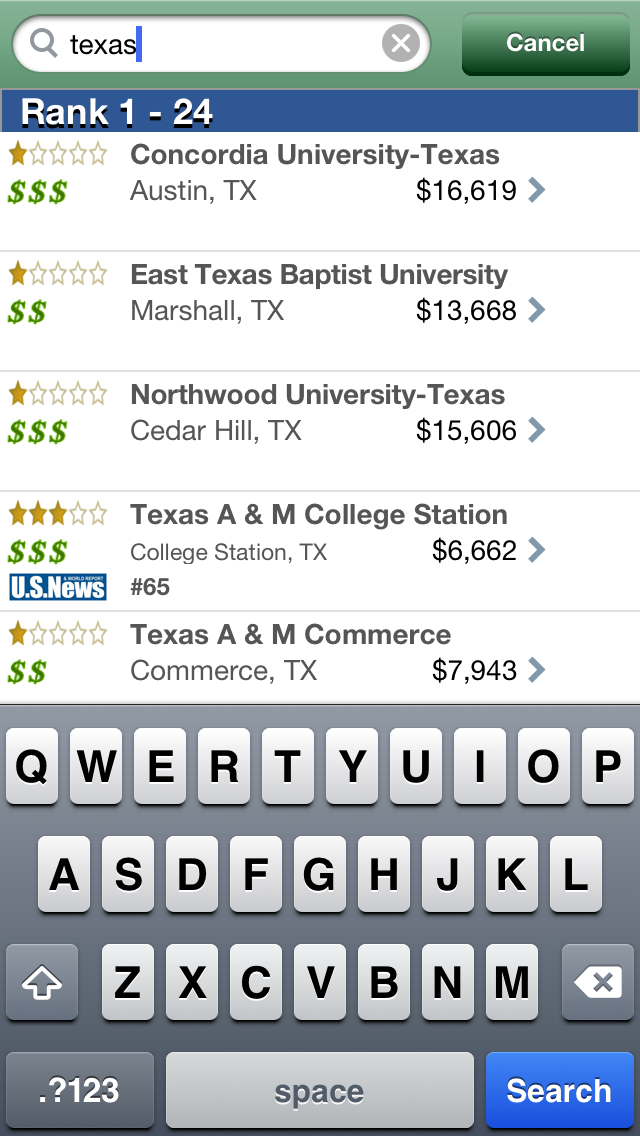 texas
Cancel
Rank 1 - 24
Concordia University-Texas
$$$ Austin, TX $16,619
East Texas Baptist University
$$ Marshall, TX $13,668
Northwood University-Texas
$$$ Cedar Hill, TX $15,606
Texas A & M College Station
$$$ College Station, TX $6,662
U.S.News & WORLD REPORT #65
Texas A & M Commerce
$$ Commerce, TX $7,943
Q W E R T Y U I O P
A S D F G H J K L
Z X C V B N M
.?123 space Search